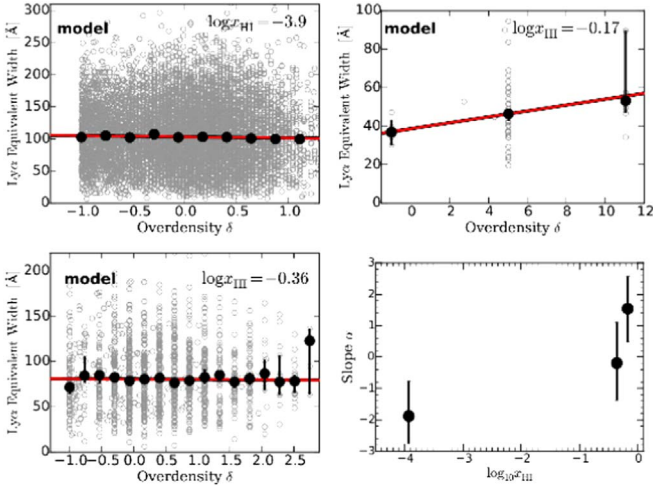 model
log x_HI −3.9
Lyα Equivalent Width [Å]
300
250
200
150
100
50
0
−1.0 −0.5 0.0 0.5 1.0
Overdensity δ
model
log x_III = −0.17
Lyα Equivalent Width [Å]
100
80
60
40
20
0
0 2 4 6 8 10 12
Overdensity δ
model
log x_III = −0.36
Lyα Equivalent Width [Å]
200
150
100
50
0
−1.0 −0.5 0.0 0.5 1.0 1.5 2.0 2.5
Overdensity δ
Slope α
3
2
1
0
−1
−2
−3
−4 −3 −2 −1 0
log₁₀x_III